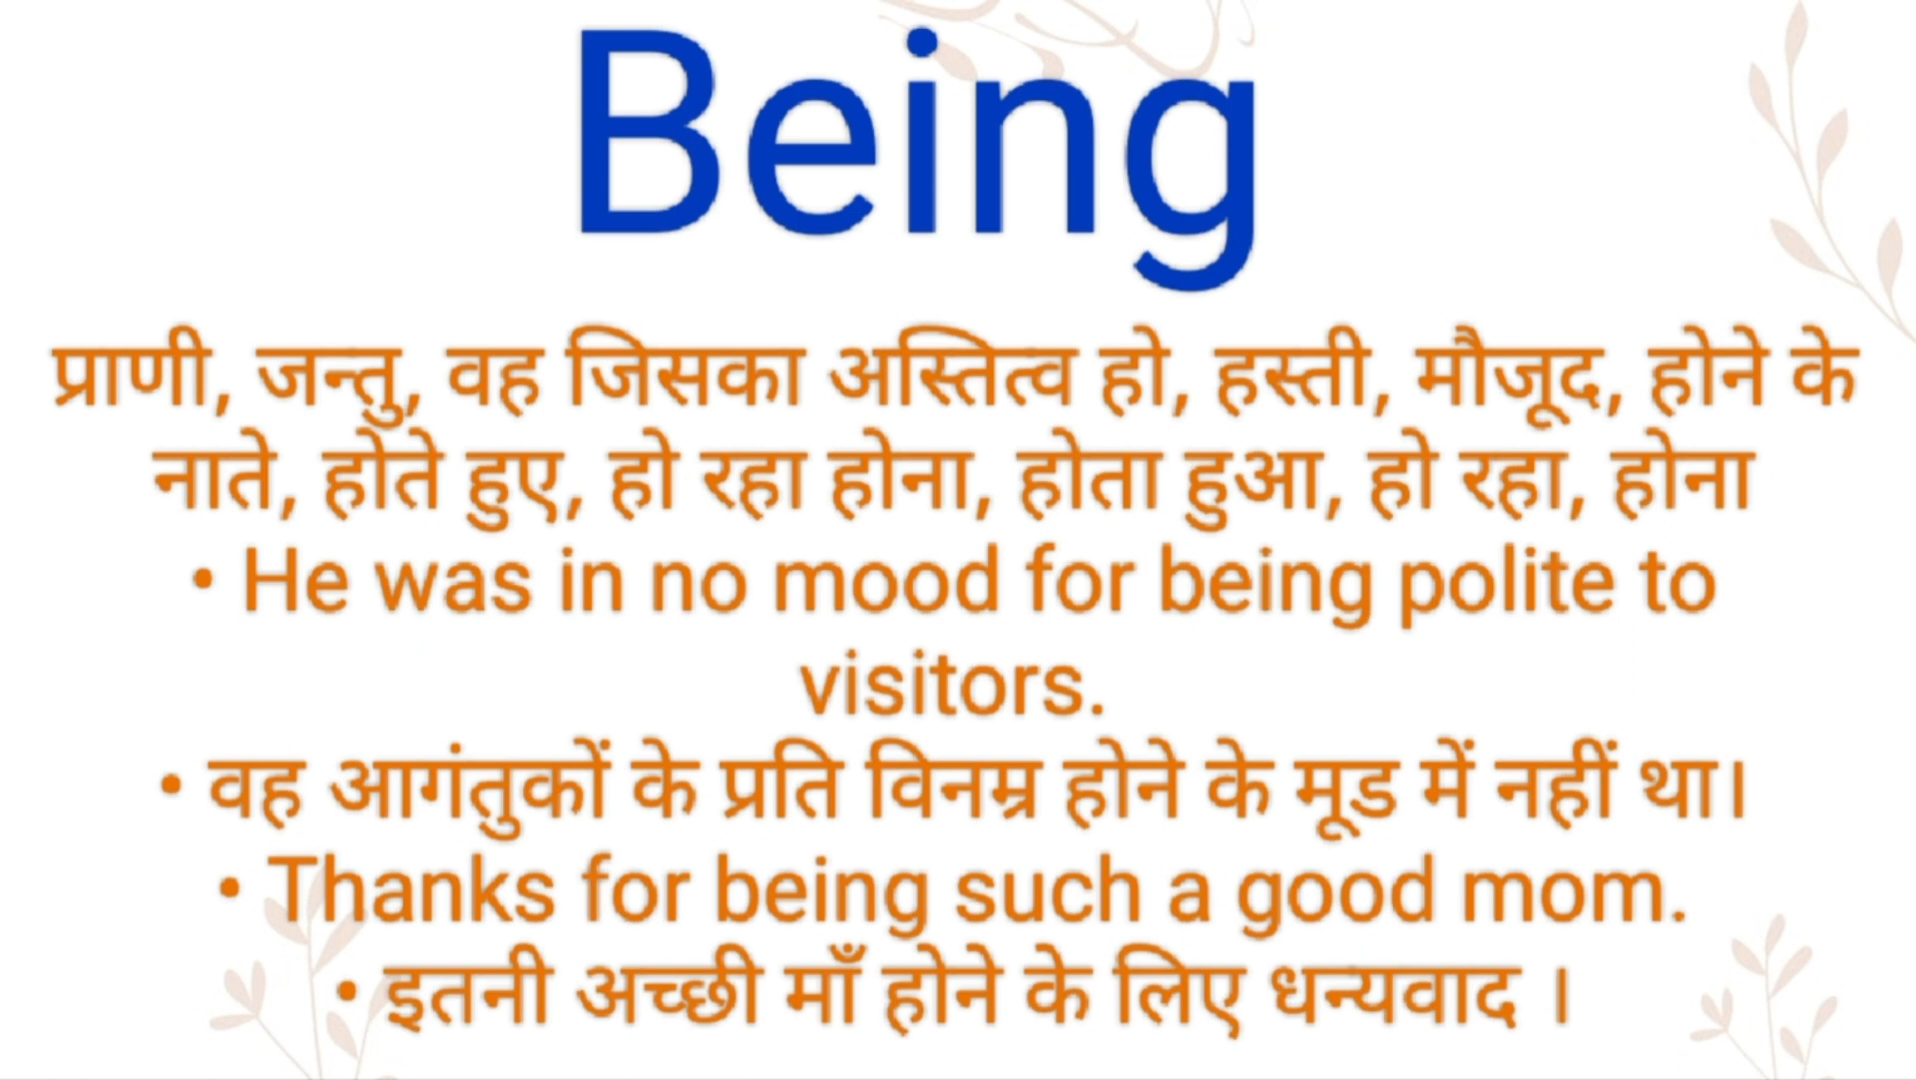 Being
प्राणी, जन्तु, वह जिसका अस्तित्व हो, हस्ती, मौजूद, होने के
नाते, होते हुए, हो रहा होना, होता हुआ, हो रहा, होना
• He was in no mood for being polite to
visitors.
• वह आगंतुकों के प्रति विनम्र होने के मूड में नहीं था।
• Thanks for being such a good mom.
• इतनी अच्छी माँ होने के लिए धन्यवाद ।